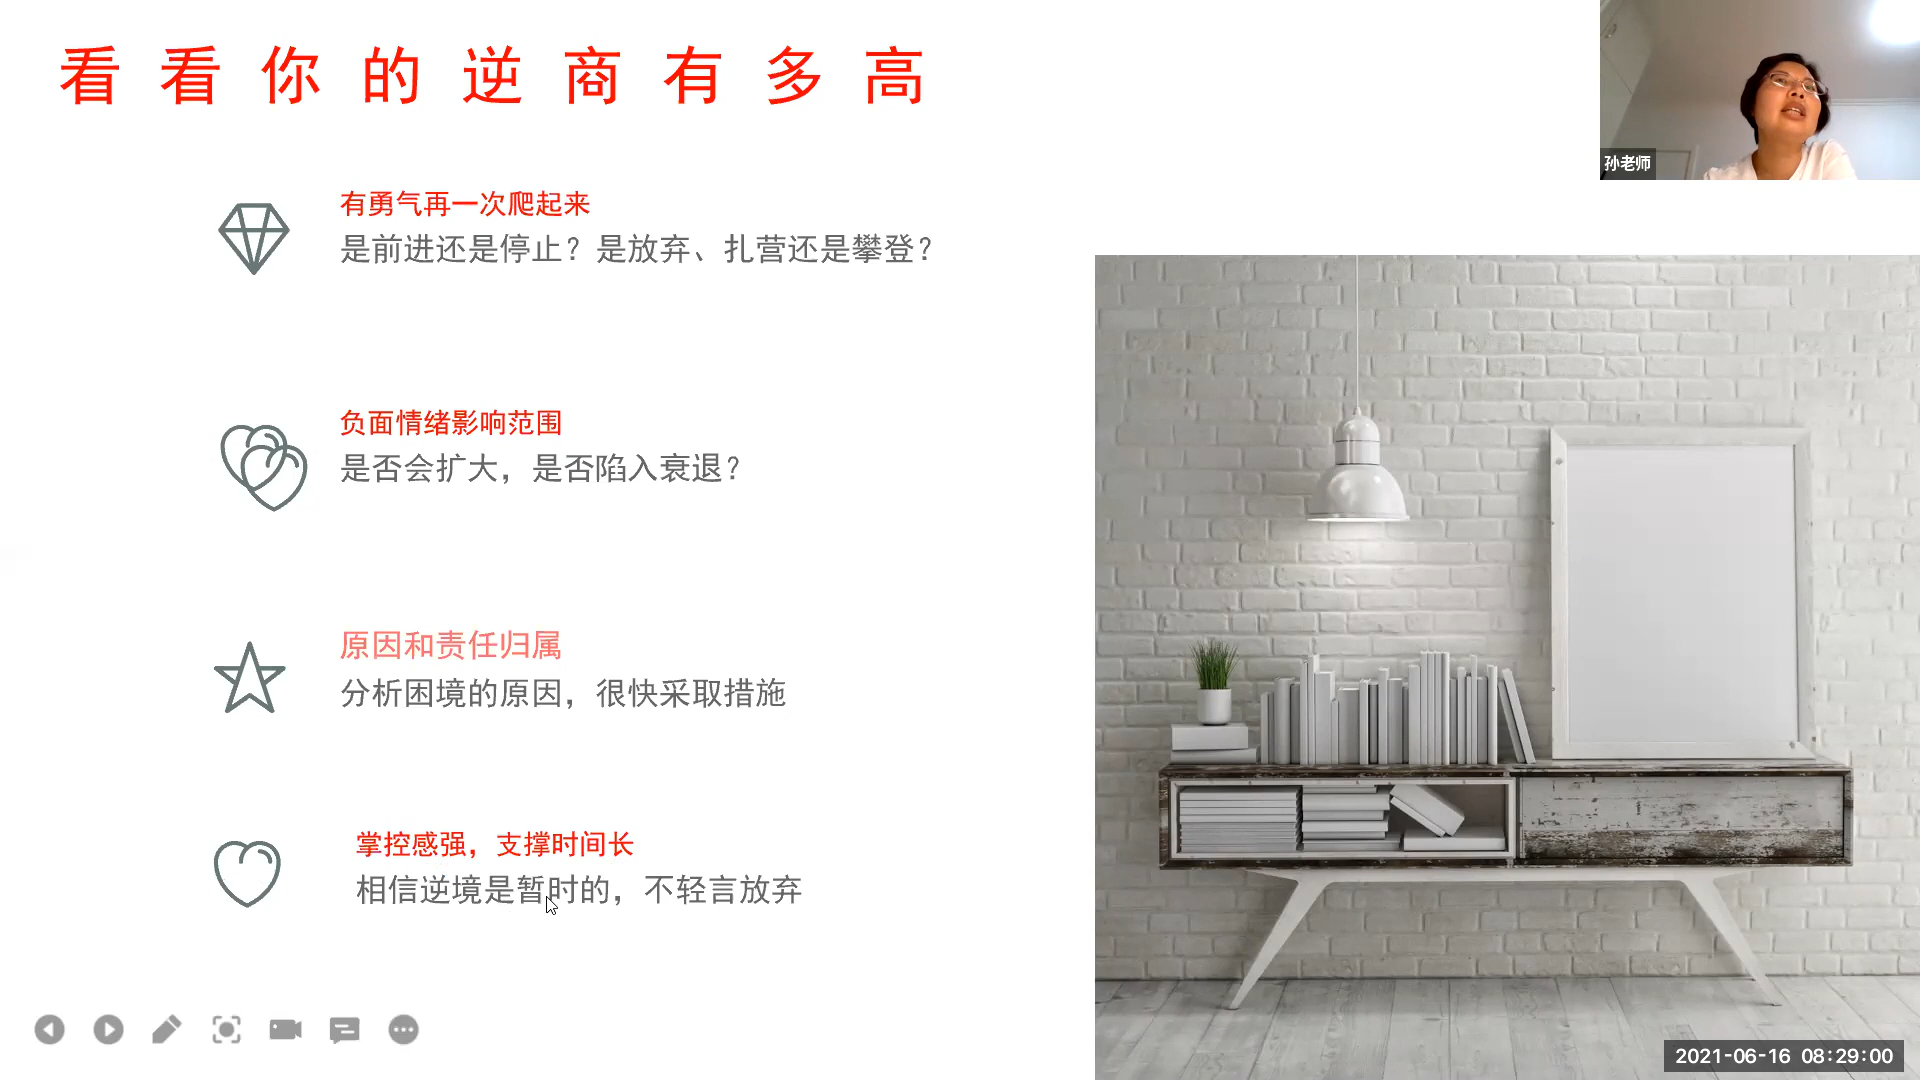 看看你的逆商有多高
孙老师
有勇气再一次爬起来
是前进还是停止？是放弃、扎营还是攀登？
负面情绪影响范围
是否会扩大，是否陷入衰退？
原因和责任归属
分析困境的原因，很快采取措施
掌控感强，支撑时间长
相信逆境是暂时的，不轻言放弃
2021-06-16 08:29:00